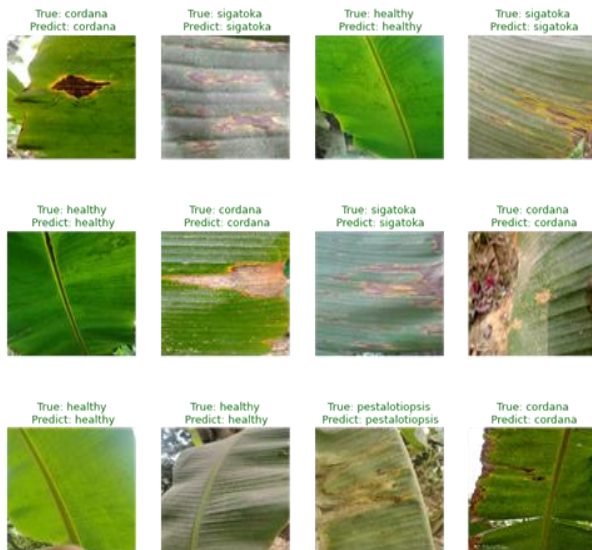 True: cordana
Predict: cordana
True: sigatoka
Predict: sigatoka
True: healthy
Predict: healthy
True: sigatoka
Predict: sigatoka
True: healthy
Predict: healthy
True: cordana
Predict: cordana
True: sigatoka
Predict: sigatoka
True: cordana
Predict: cordana
True: healthy
Predict: healthy
True: healthy
Predict: healthy
True: pestalotiopsis
Predict: pestalotiopsis
True: cordana
Predict: cordana